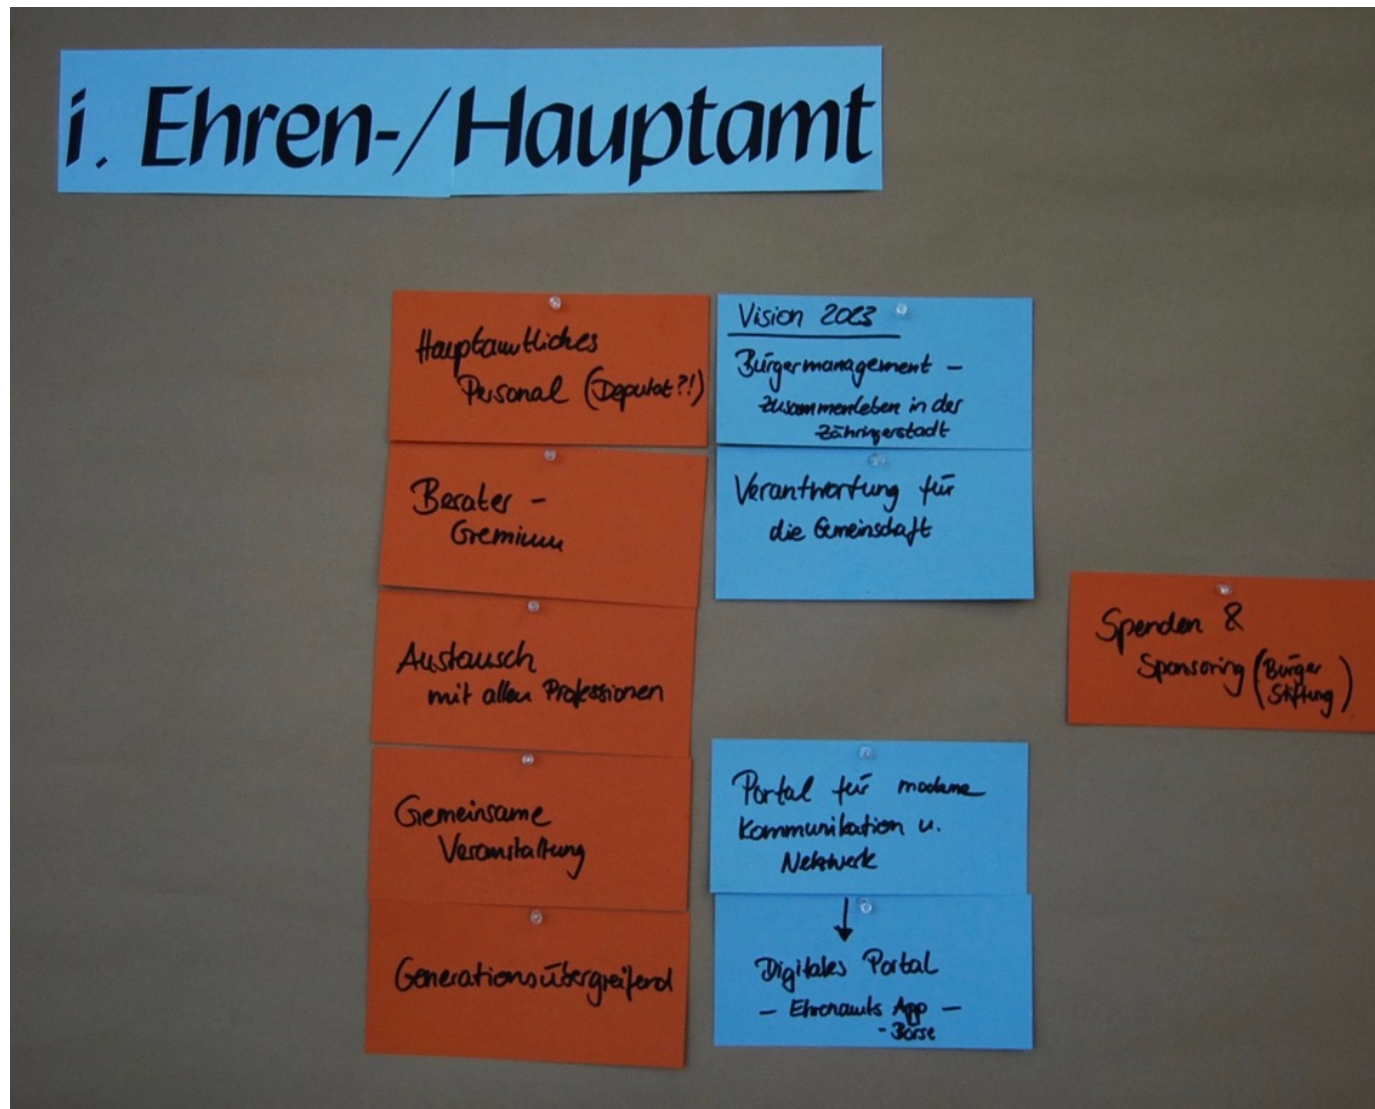 i. Ehren-/Hauptamt
Hauptamtliches
Personal (Deputat?!)
Berater -
Gremium
Austausch
mit allen Professionen
Gemeinsame
Veranstaltung
Generationsübergreifend
Vision 2023
Bürgermanagement -
Zusammenleben in der
Zähringerstadt
Verantwortung für
die Gemeinschaft
Portal für moderne
Kommunikation u.
Netzwerk
↓
Digitales Portal
- Ehrenamts App -
- Börse
Spenden &
Sponsoring (Bürger
Stiftung)